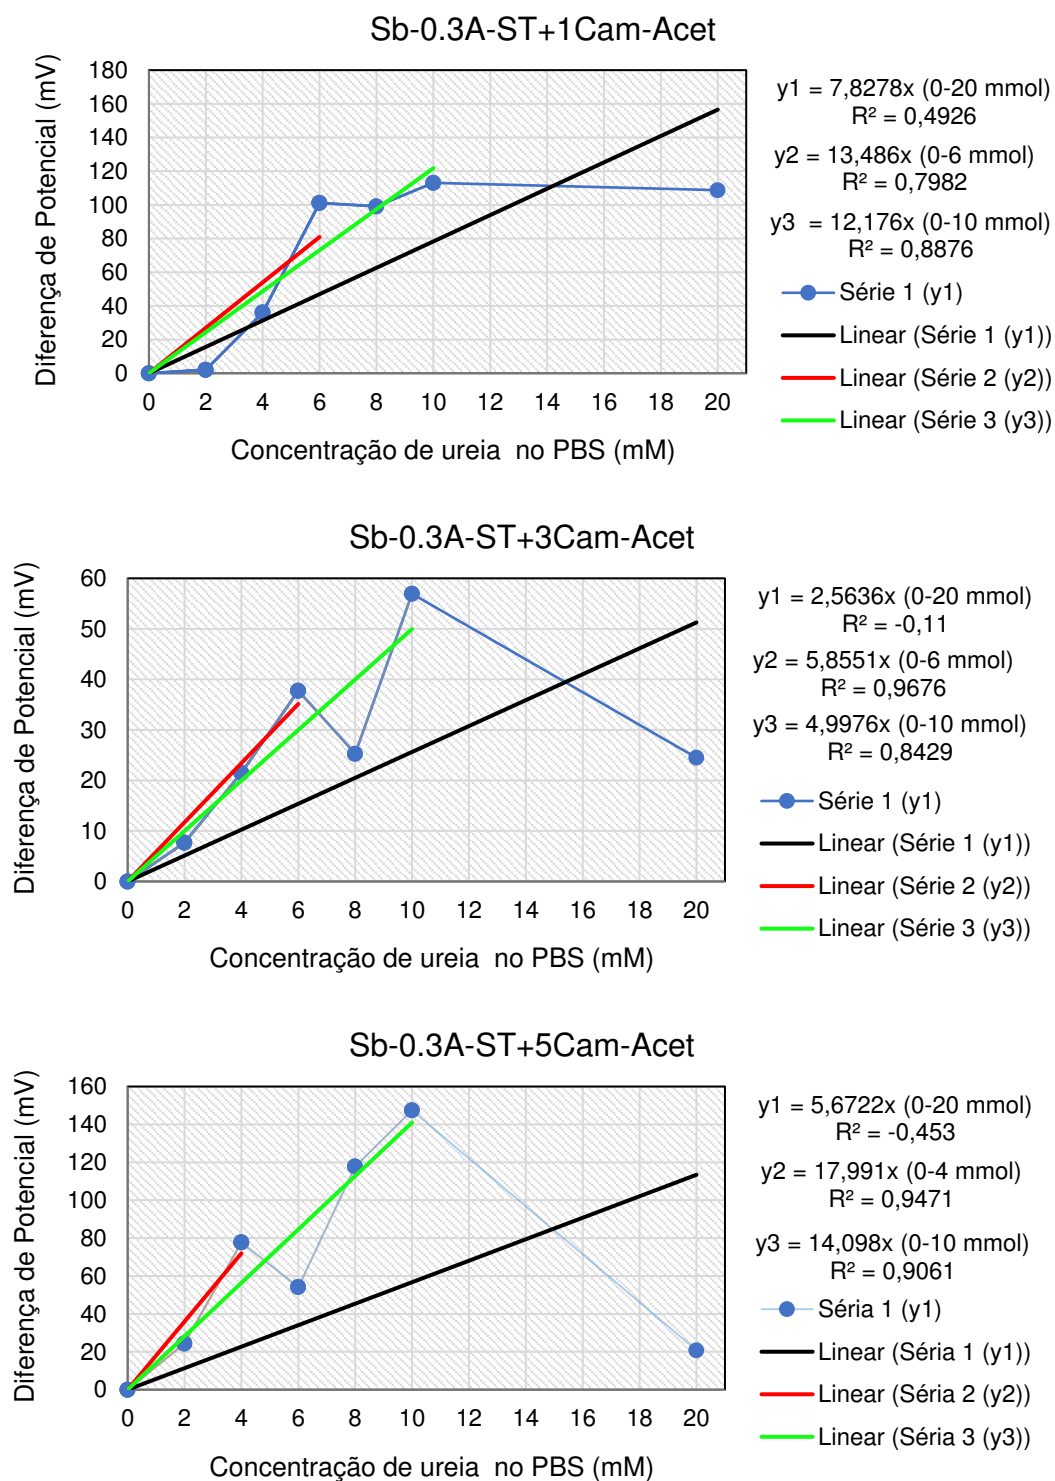 Sb-0.3A-ST+1Cam-Acet
Diferença de Potencial (mV)
180
160
140
120
100
80
60
40
20
0
0 2 4 6 8 10 12 14 16 18 20
Concentração de ureia no PBS (mM)
y1 = 7,8278x (0-20 mmol)
R² = 0,4926
y2 = 13,486x (0-6 mmol)
R² = 0,7982
y3 = 12,176x (0-10 mmol)
R² = 0,8876
Série 1 (y1)
Linear (Série 1 (y1))
Linear (Série 2 (y2))
Linear (Série 3 (y3))
Sb-0.3A-ST+3Cam-Acet
Diferença de Potencial (mV)
60
50
40
30
20
10
0
0 2 4 6 8 10 12 14 16 18 20
Concentração de ureia no PBS (mM)
y1 = 2,5636x (0-20 mmol)
R² = -0,11
y2 = 5,8551x (0-6 mmol)
R² = 0,9676
y3 = 4,9976x (0-10 mmol)
R² = 0,8429
Série 1 (y1)
Linear (Série 1 (y1))
Linear (Série 2 (y2))
Linear (Série 3 (y3))
Sb-0.3A-ST+5Cam-Acet
Diferença de Potencial (mV)
160
140
120
100
80
60
40
20
0
0 2 4 6 8 10 12 14 16 18 20
Concentração de ureia no PBS (mM)
y1 = 5,6722x (0-20 mmol)
R² = -0,453
y2 = 17,991x (0-4 mmol)
R² = 0,9471
y3 = 14,098x (0-10 mmol)
R² = 0,9061
Séria 1 (y1)
Linear (Séria 1 (y1))
Linear (Séria 2 (y2))
Linear (Séria 3 (y3))